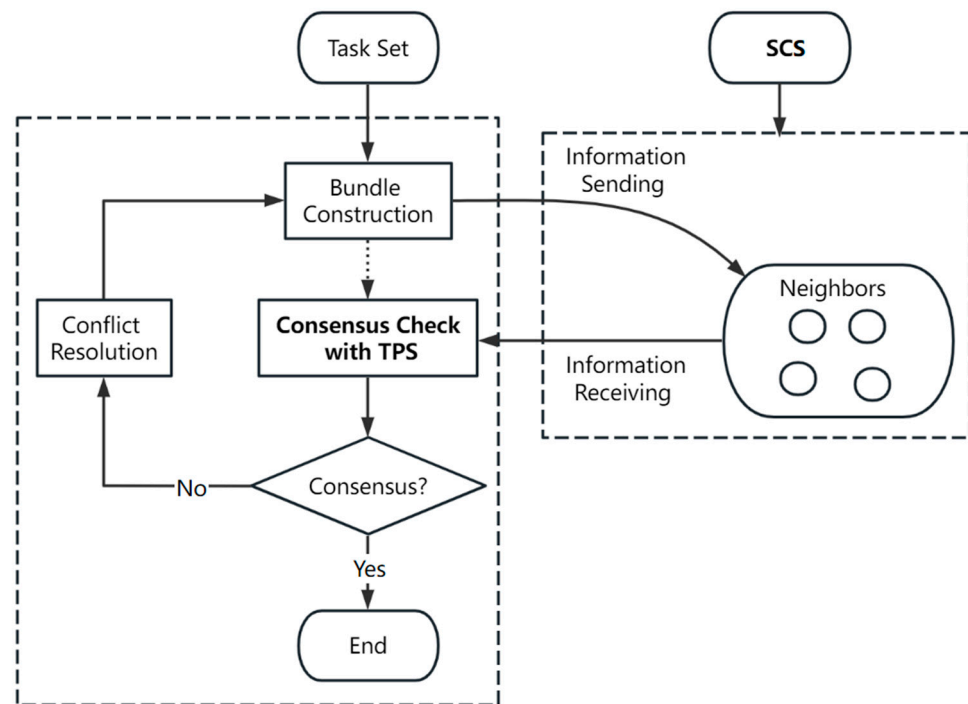 Task Set
SCS
Bundle
Construction
Information
Sending
Neighbors
Conflict
Resolution
Consensus Check
with TPS
Information
Receiving
Consensus?
No
Yes
End